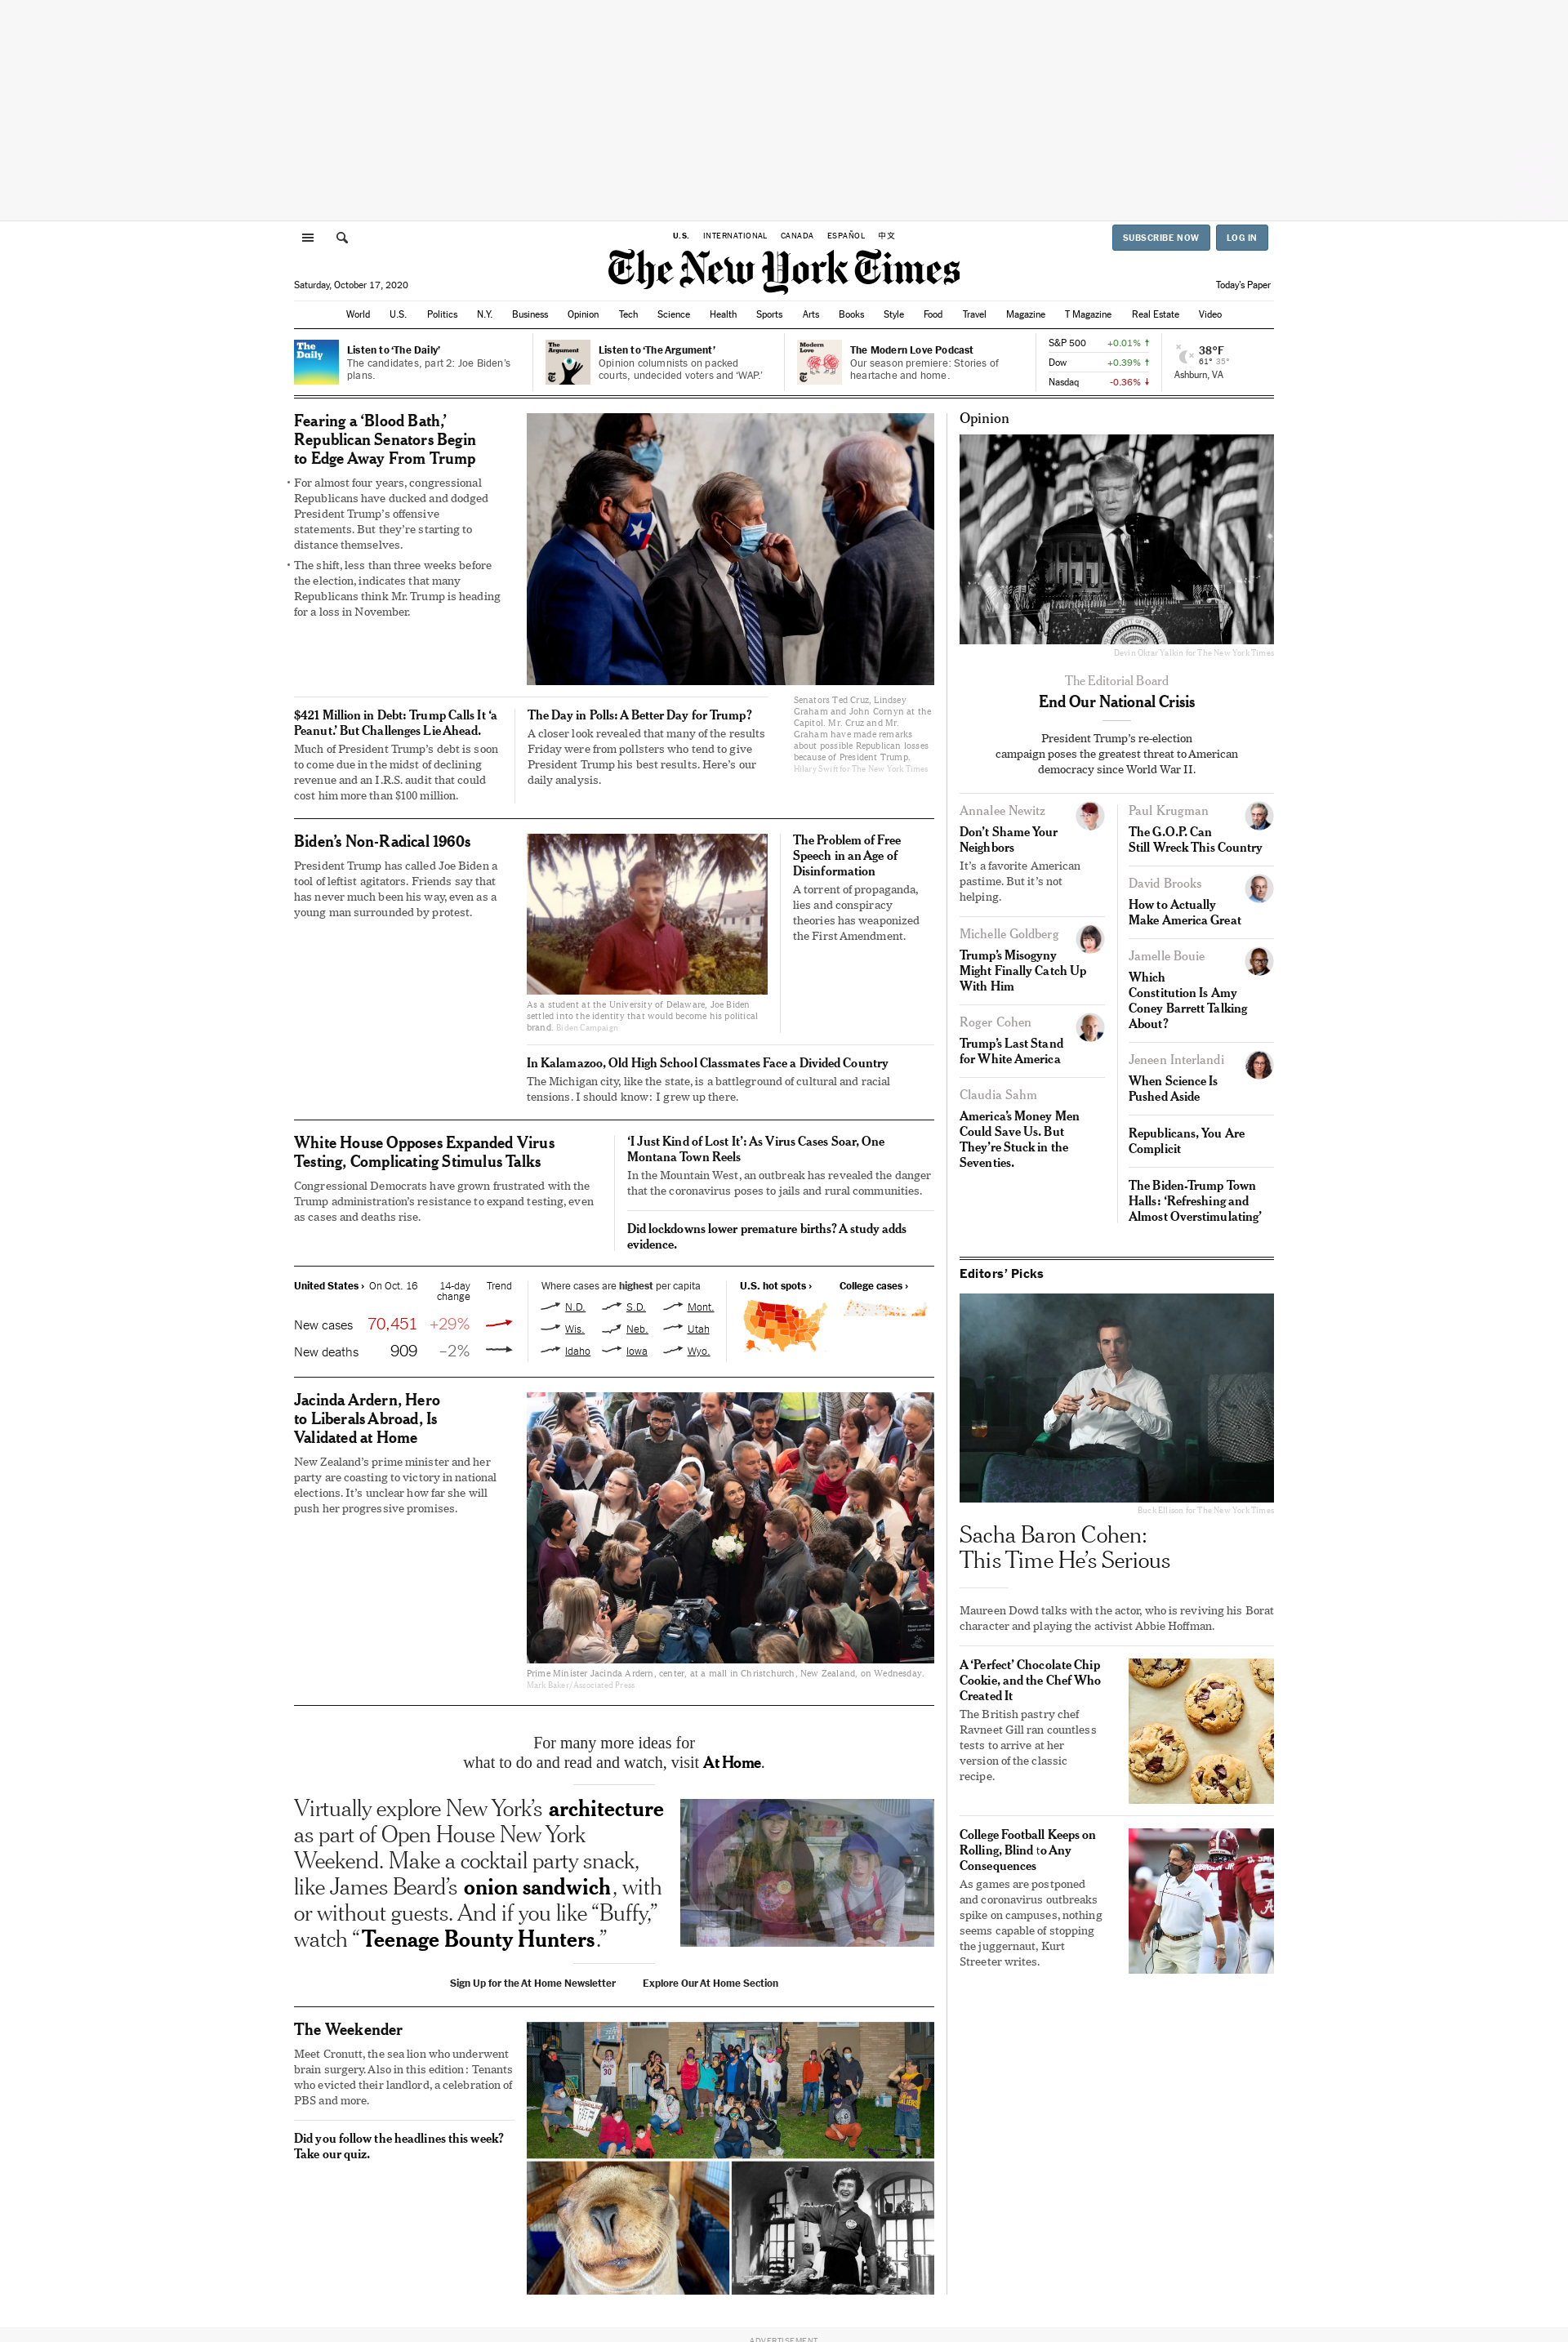 U.S. INTERNATIONAL CANADA ESPAÑOL 中文
SUBSCRIBE NOW LOG IN
The New York Times
Saturday, October 17, 2020
Today's Paper
World U.S. Politics N.Y. Business Opinion Tech Science Health Sports Arts Books Style Food Travel Magazine T Magazine Real Estate Video
The Daily
Listen to ‘The Daily’
The candidates, part 2: Joe Biden’s
plans.
The Argument
Listen to ‘The Argument’
Opinion columnists on packed
courts, undecided voters and ‘WAP.’
Modern Love
The Modern Love Podcast
Our season premiere: Stories of
heartache and home.
S&P 500 +0.01% ↑
Dow +0.39% ↑
Nasdaq -0.36% ↓
38°F
61° 35°
Ashburn, VA
Fearing a ‘Blood Bath,’
Republican Senators Begin
to Edge Away From Trump
• For almost four years, congressional
Republicans have ducked and dodged
President Trump’s offensive
statements. But they’re starting to
distance themselves.
• The shift, less than three weeks before
the election, indicates that many
Republicans think Mr. Trump is heading
for a loss in November.
Senators Ted Cruz, Lindsey
Graham and John Cornyn at the
Capitol. Mr. Cruz and Mr.
Graham have made remarks
about possible Republican losses
because of President Trump.
Hilary Swift for The New York Times
$421 Million in Debt: Trump Calls It ‘a
Peanut.’ But Challenges Lie Ahead.
Much of President Trump’s debt is soon
to come due in the midst of declining
revenue and an I.R.S. audit that could
cost him more than $100 million.
The Day in Polls: A Better Day for Trump?
A closer look revealed that many of the results
Friday were from pollsters who tend to give
President Trump his best results. Here’s our
daily analysis.
Biden’s Non-Radical 1960s
President Trump has called Joe Biden a
tool of leftist agitators. Friends say that
has never much been his way, even as a
young man surrounded by protest.
As a student at the University of Delaware, Joe Biden
settled into the identity that would become his political
brand. Biden Campaign
The Problem of Free
Speech in an Age of
Disinformation
A torrent of propaganda,
lies and conspiracy
theories has weaponized
the First Amendment.
In Kalamazoo, Old High School Classmates Face a Divided Country
The Michigan city, like the state, is a battleground of cultural and racial
tensions. I should know: I grew up there.
White House Opposes Expanded Virus
Testing, Complicating Stimulus Talks
Congressional Democrats have grown frustrated with the
Trump administration’s resistance to expand testing, even
as cases and deaths rise.
‘I Just Kind of Lost It’: As Virus Cases Soar, One
Montana Town Reels
In the Mountain West, an outbreak has revealed the danger
that the coronavirus poses to jails and rural communities.
Did lockdowns lower premature births? A study adds
evidence.
United States › On Oct. 16 14-day
change Trend
New cases 70,451 +29%
New deaths 909 –2%
Where cases are highest per capita
N.D. S.D. Mont.
Wis. Neb. Utah
Idaho Iowa Wyo.
U.S. hot spots ›
College cases ›
Jacinda Ardern, Hero
to Liberals Abroad, Is
Validated at Home
New Zealand’s prime minister and her
party are coasting to victory in national
elections. It’s unclear how far she will
push her progressive promises.
Prime Minister Jacinda Ardern, center, at a mall in Christchurch, New Zealand, on Wednesday.
Mark Baker/Associated Press
For many more ideas for
what to do and read and watch, visit At Home.
Virtually explore New York’s architecture
as part of Open House New York
Weekend. Make a cocktail party snack,
like James Beard’s onion sandwich, with
or without guests. And if you like “Buffy,”
watch “Teenage Bounty Hunters.”
Sign Up for the At Home Newsletter Explore Our At Home Section
The Weekender
Meet Cronutt, the sea lion who underwent
brain surgery. Also in this edition: Tenants
who evicted their landlord, a celebration of
PBS and more.
Did you follow the headlines this week?
Take our quiz.
Opinion
Devin Oktar Yalkin for The New York Times
The Editorial Board
End Our National Crisis
President Trump’s re-election
campaign poses the greatest threat to American
democracy since World War II.
Annalee Newitz
Don’t Shame Your
Neighbors
It’s a favorite American
pastime. But it’s not
helping.
Michelle Goldberg
Trump’s Misogyny
Might Finally Catch Up
With Him
Roger Cohen
Trump’s Last Stand
for White America
Claudia Sahm
America’s Money Men
Could Save Us. But
They’re Stuck in the
Seventies.
Paul Krugman
The G.O.P. Can
Still Wreck This Country
David Brooks
How to Actually
Make America Great
Jamelle Bouie
Which
Constitution Is Amy
Coney Barrett Talking
About?
Jeneen Interlandi
When Science Is
Pushed Aside
Republicans, You Are
Complicit
The Biden-Trump Town
Halls: ‘Refreshing and
Almost Overstimulating’
Editors’ Picks
Buck Ellison for The New York Times
Sacha Baron Cohen:
This Time He’s Serious
Maureen Dowd talks with the actor, who is reviving his Borat
character and playing the activist Abbie Hoffman.
A ‘Perfect’ Chocolate Chip
Cookie, and the Chef Who
Created It
The British pastry chef
Ravneet Gill ran countless
tests to arrive at her
version of the classic
recipe.
College Football Keeps on
Rolling, Blind to Any
Consequences
As games are postponed
and coronavirus outbreaks
spike on campuses, nothing
seems capable of stopping
the juggernaut, Kurt
Streeter writes.
ADVERTISEMENT